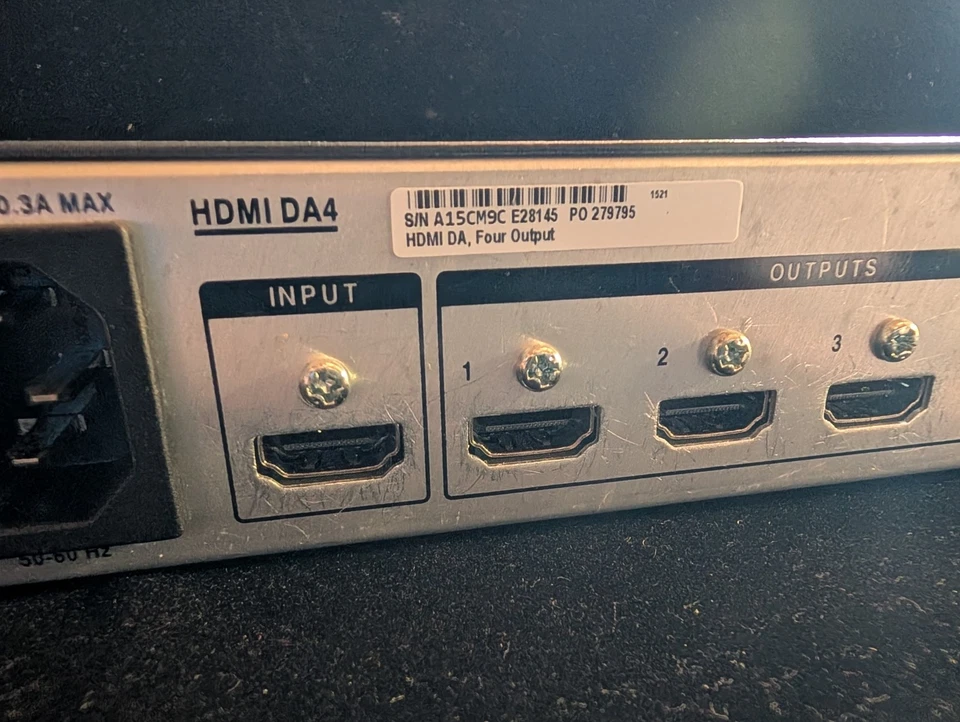 0.3A MAX
HDMI DA4
1521
S/N A15CM9C E28145 PO 279795
HDMI DA, Four Output
INPUT
OUTPUTS
1
2
3
50-60 Hz